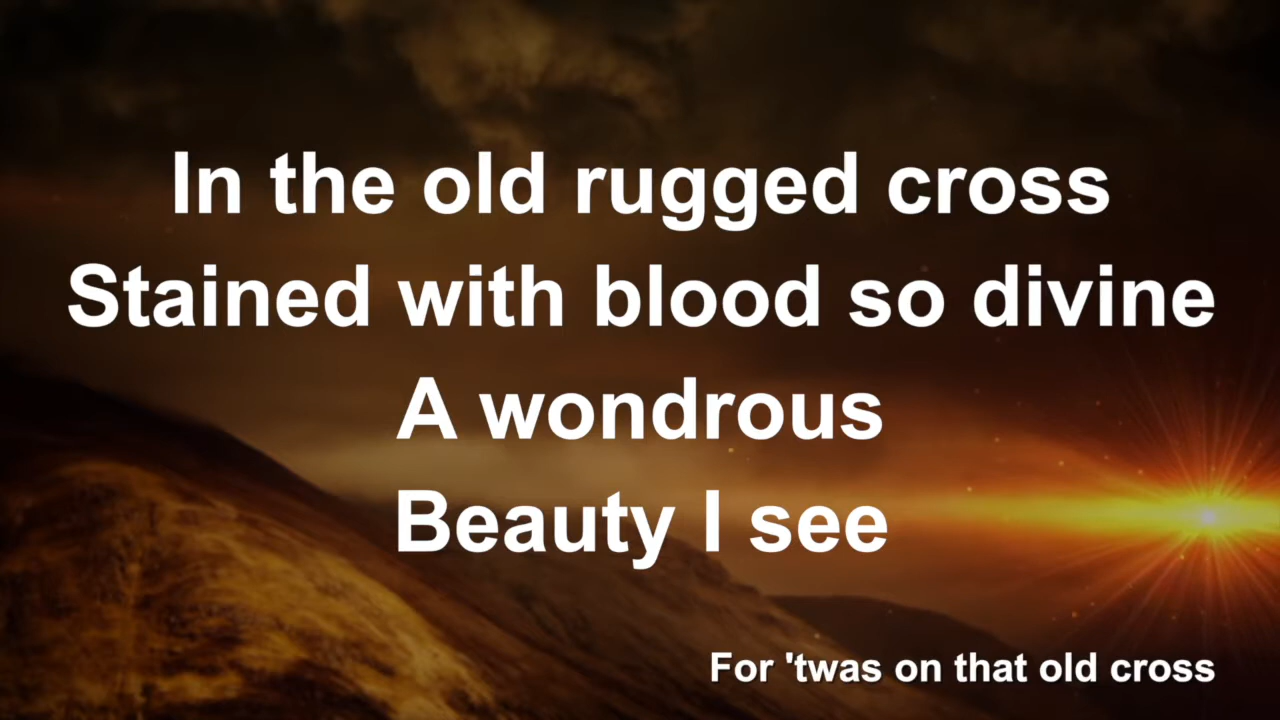 In the old rugged cross
Stained with blood so divine
A wondrous
Beauty I see
For 'twas on that old cross